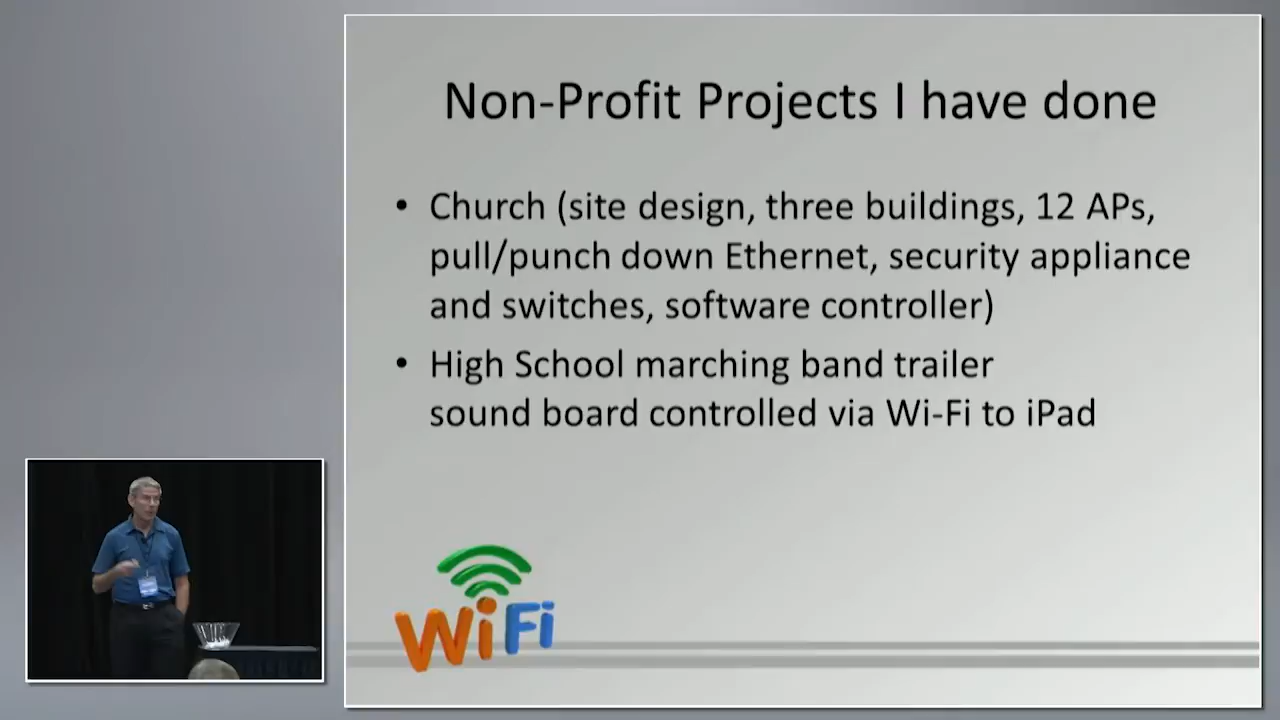 Non-Profit Projects I have done
• Church (site design, three buildings, 12 APs,
pull/punch down Ethernet, security appliance
and switches, software controller)
• High School marching band trailer
sound board controlled via Wi-Fi to iPad
WiFi